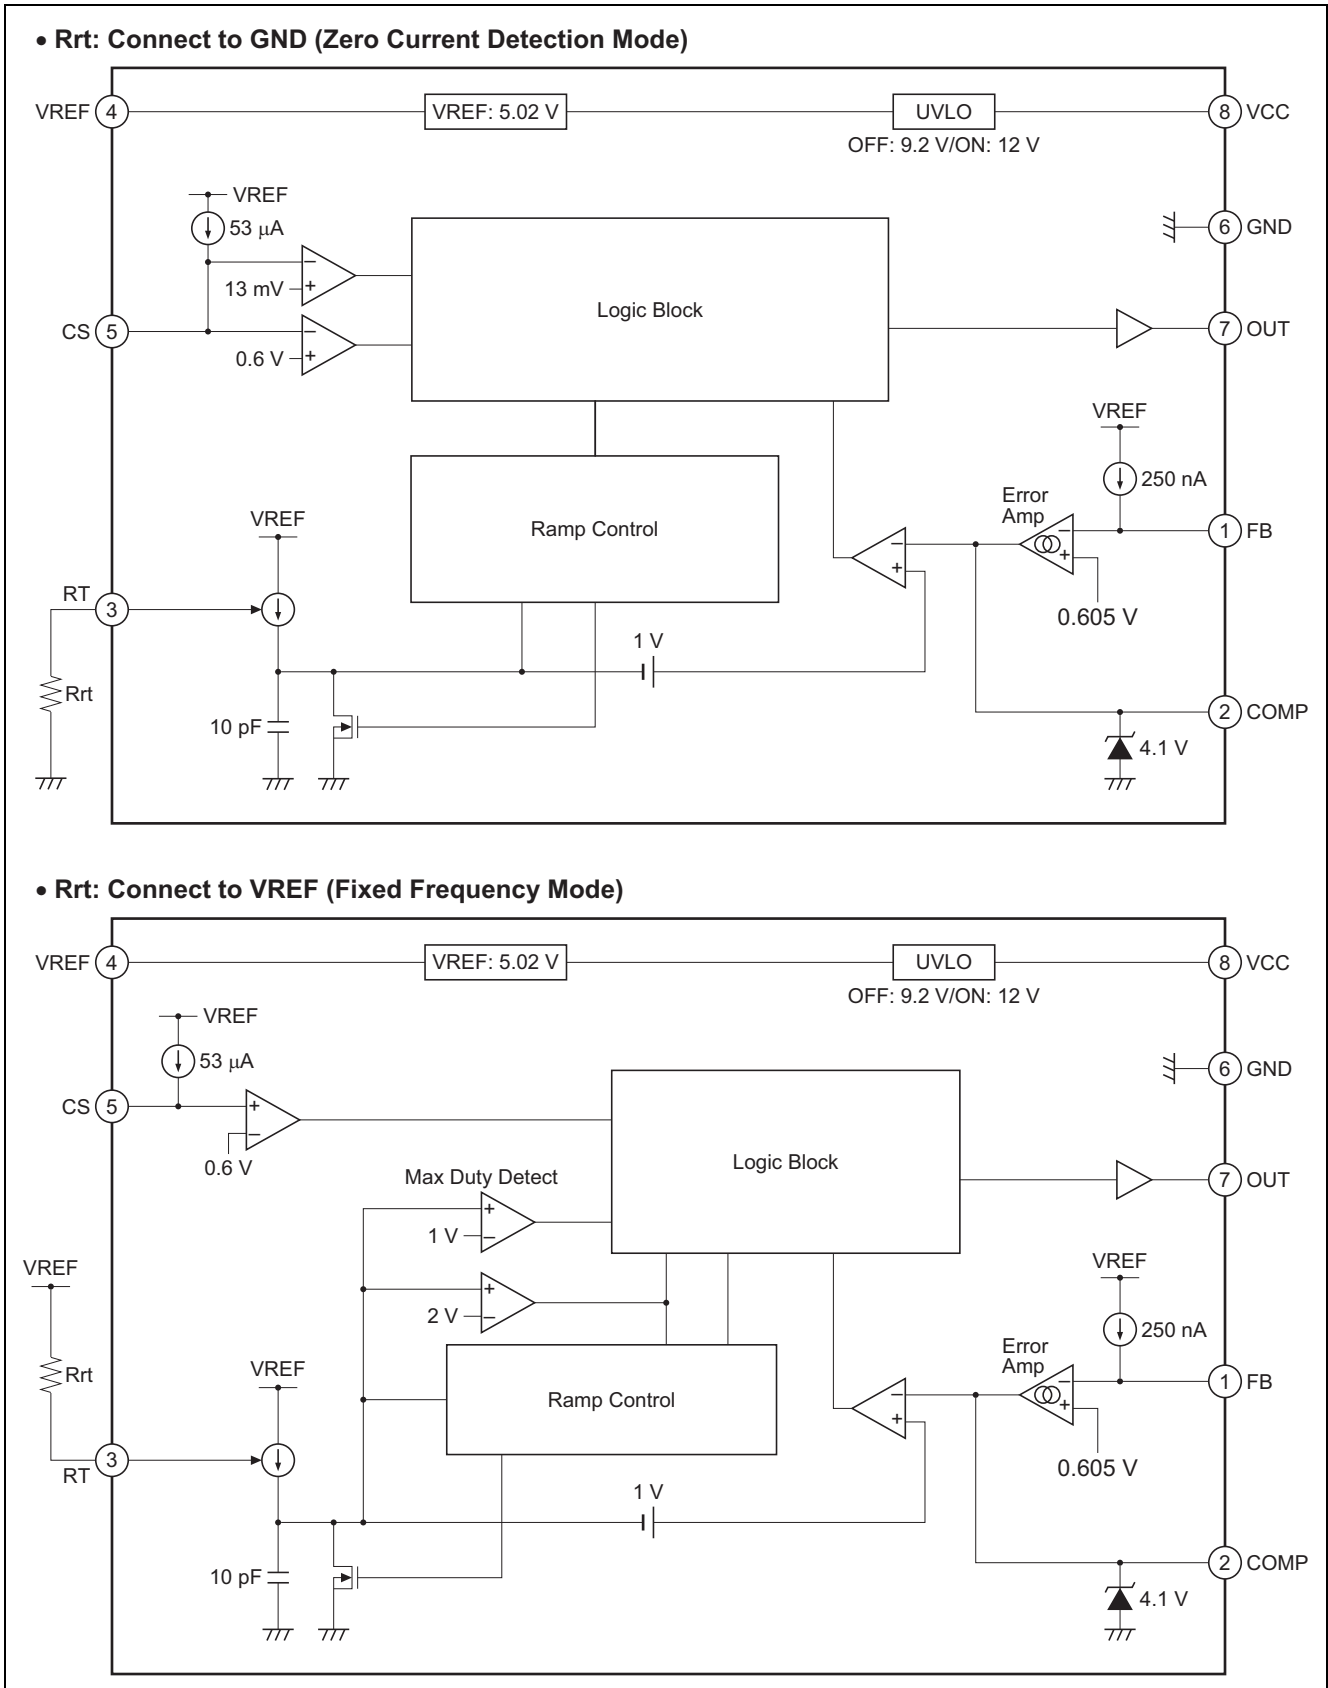 • Rrt: Connect to GND (Zero Current Detection Mode)
VREF 4
VREF: 5.02 V
UVLO
8 VCC
OFF: 9.2 V/ON: 12 V
VREF
53 μA
6 GND
−
13 mV
+
Logic Block
CS 5
−
0.6 V
+
7 OUT
VREF
250 nA
Error
Amp
VREF
Ramp Control
−
+
−
+
1 FB
RT
3
0.605 V
1 V
Rrt
10 pF
2 COMP
4.1 V
• Rrt: Connect to VREF (Fixed Frequency Mode)
VREF 4
VREF: 5.02 V
UVLO
8 VCC
OFF: 9.2 V/ON: 12 V
VREF
53 μA
6 GND
CS 5
+
−
0.6 V
Logic Block
Max Duty Detect
+
1 V
−
7 OUT
VREF
VREF
+
2 V
−
250 nA
Error
Amp
Rrt
VREF
Ramp Control
−
+
−
+
1 FB
3
RT
0.605 V
1 V
10 pF
2 COMP
4.1 V